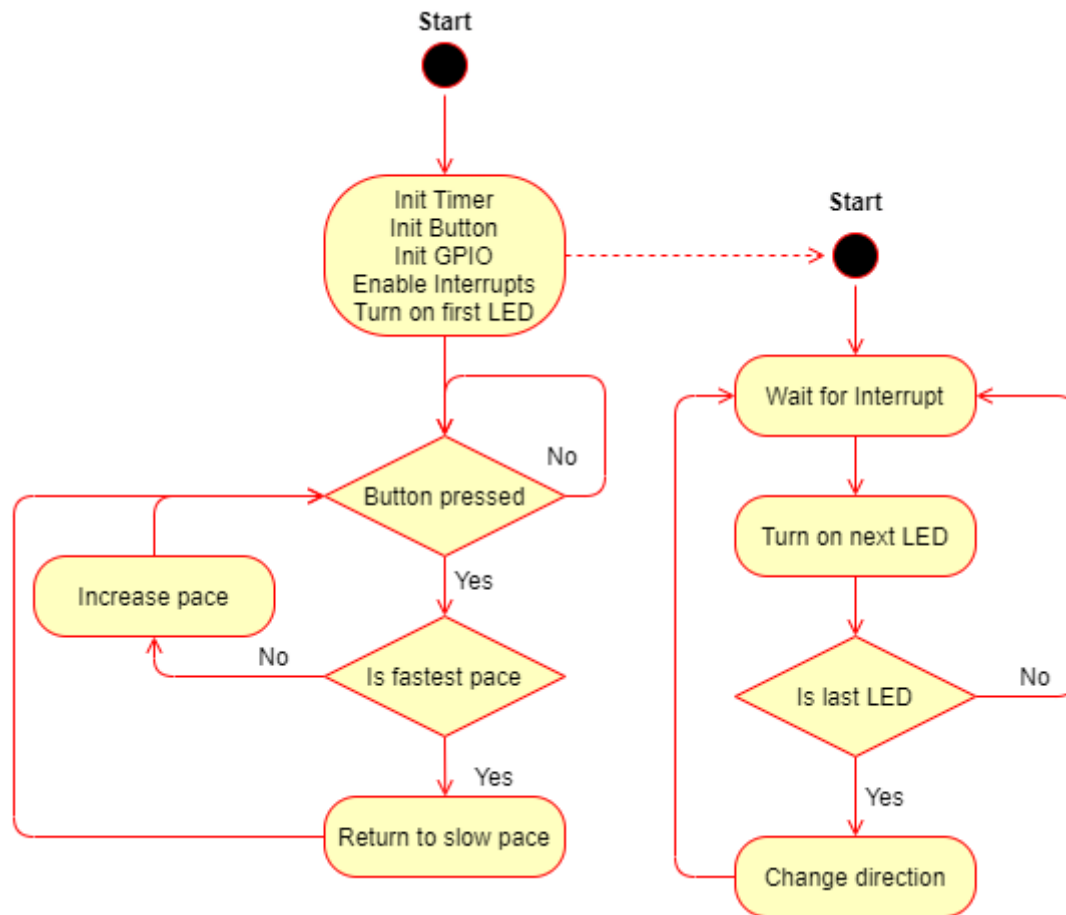 Start
Init Timer
Init Button
Init GPIO
Enable Interrupts
Turn on first LED
Button pressed
No
Yes
Increase pace
No
Is fastest pace
Yes
Return to slow pace
Start
Wait for Interrupt
Turn on next LED
Is last LED
No
Yes
Change direction